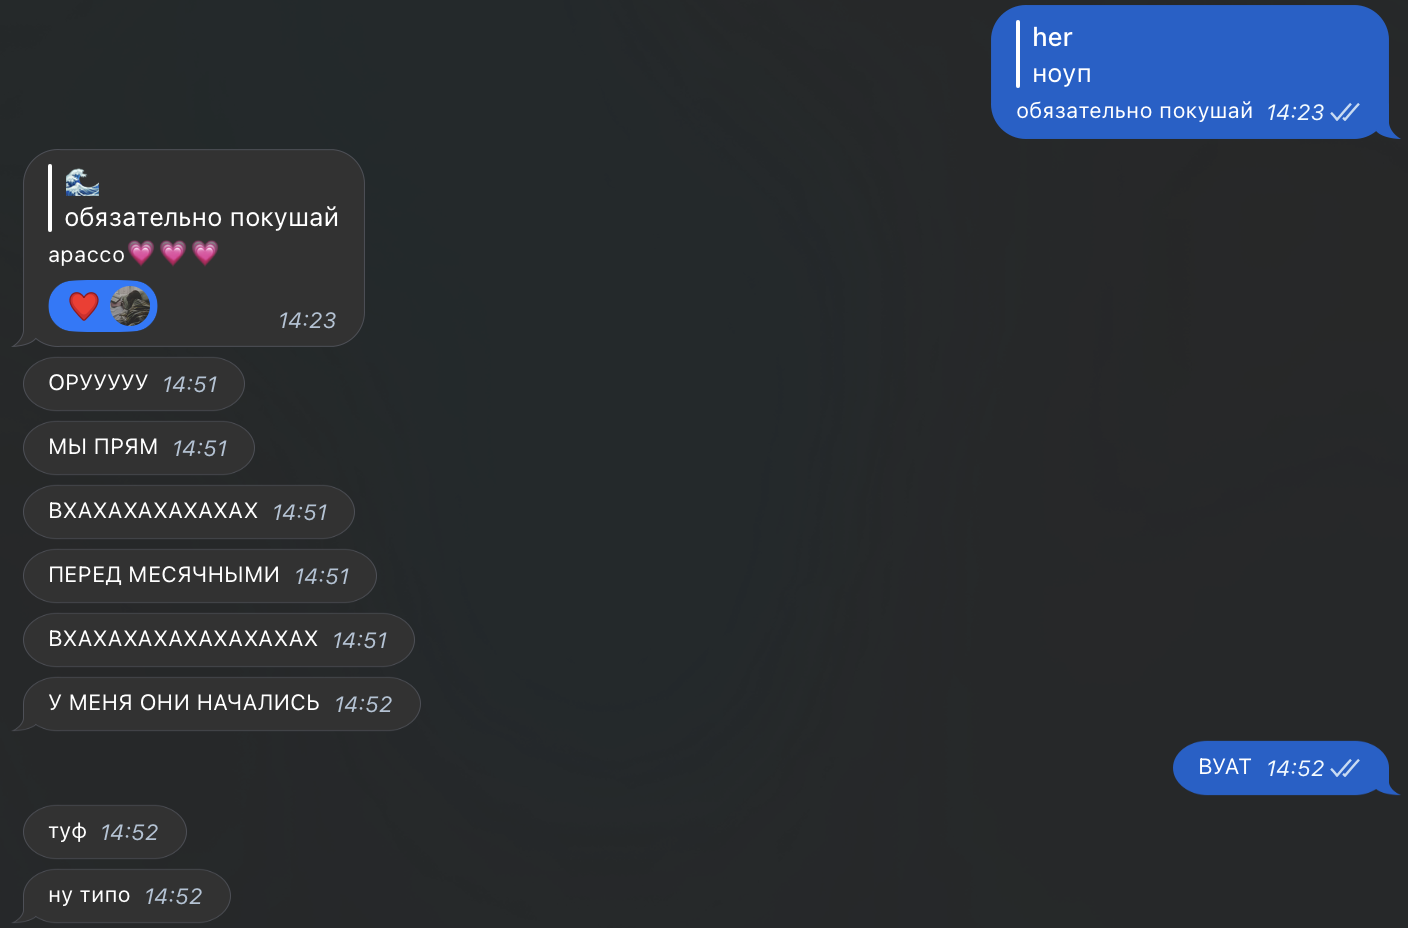 her
ноуп
обязательно покушай 14:23
🌊
обязательно покушай
арассо💗💗💗
❤️
14:23
ОРУУУУУ 14:51
МЫ ПРЯМ 14:51
ВХАХАХАХАХАХАХ 14:51
ПЕРЕД МЕСЯЧНЫМИ 14:51
ВХАХАХАХАХАХАХАХАХ 14:51
У МЕНЯ ОНИ НАЧАЛИСЬ 14:52
ВУАТ 14:52
туф 14:52
ну типо 14:52